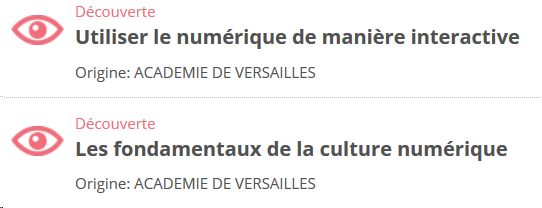 Découverte
Utiliser le numérique de manière interactive
Origine: ACADEMIE DE VERSAILLES
Découverte
Les fondamentaux de la culture numérique
Origine: ACADEMIE DE VERSAILLES